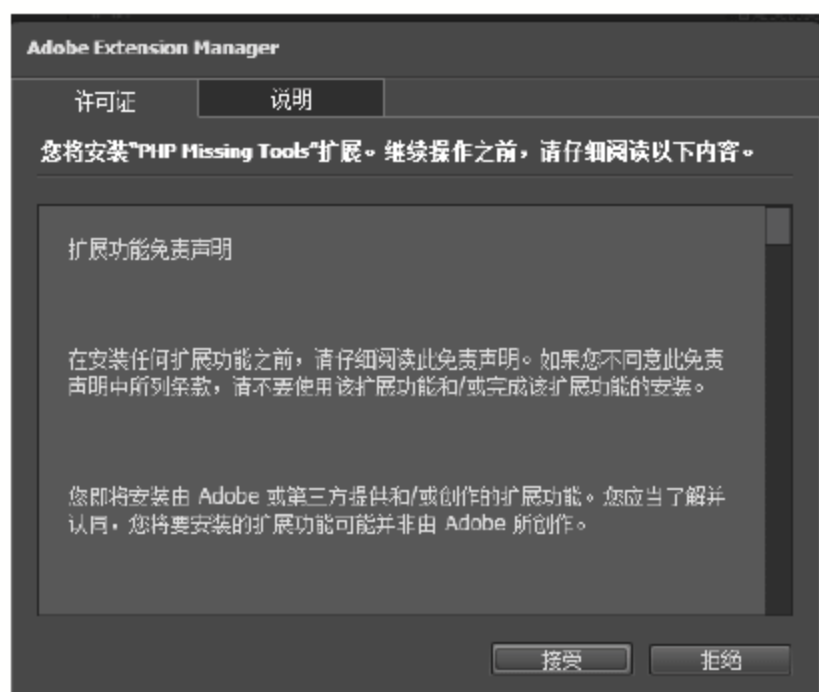 Adobe Extension Manager
许可证
说明
您将安装"PHP Missing Tools"扩展。继续操作之前，请仔细阅读以下内容。
扩展功能免责声明
在安装任何扩展功能之前，请仔细阅读此免责声明。如果您不同意此免责
声明中所列条款，请不要使用该扩展功能和/或完成该扩展功能的安装。
您即将安装由 Adobe 或第三方提供和/或创作的扩展功能。您应当了解并
认同，您将要安装的扩展功能可能并非由 Adobe 所创作。
接受
拒绝